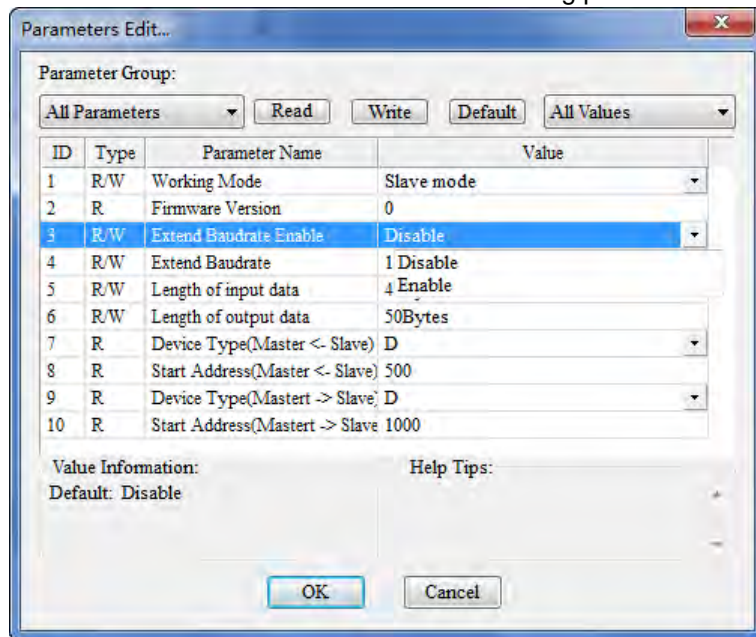 Parameters Edit...
Parameter Group:
All Parameters Read Write Default All Values
ID Type Parameter Name Value
1 R/W Working Mode Slave mode
2 R Firmware Version 0
3 R/W Extend Baudrate Enable Disable
4 R/W Extend Baudrate 1 Disable
5 R/W Length of input data 4 Enable
6 R/W Length of output data 50Bytes
7 R Device Type(Master <- Slave) D
8 R Start Address(Master <- Slave) 500
9 R Device Type(Mastert -> Slave) D
10 R Start Address(Mastert -> Slave 1000
Value Information: Help Tips:
Default: Disable
OK Cancel